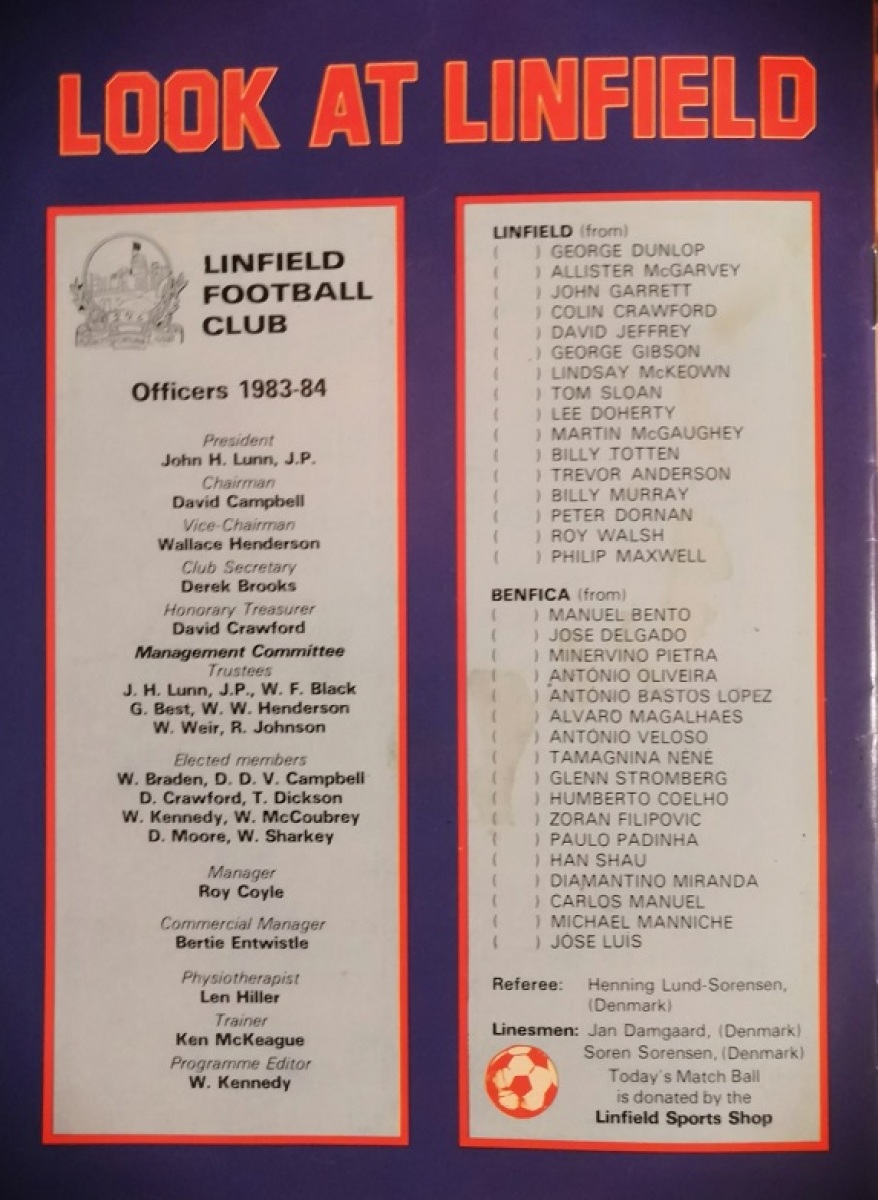 LOOK AT LINFIELD
LINFIELD
FOOTBALL
CLUB
Officers 1983-84
President
John H. Lunn, J.P.
Chairman
David Campbell
Vice-Chairman
Wallace Henderson
Club Secretary
Derek Brooks
Honorary Treasurer
David Crawford
Management Committee
Trustees
J. H. Lunn, J.P., W. F. Black
G. Best, W. W. Henderson
W. Weir, R. Johnson
Elected members
W. Braden, D. D. V. Campbell
D. Crawford, T. Dickson
W. Kennedy, W. McCoubrey
D. Moore, W. Sharkey
Manager
Roy Coyle
Commercial Manager
Bertie Entwistle
Physiotherapist
Len Hiller
Trainer
Ken McKeague
Programme Editor
W. Kennedy
LINFIELD (from)
( ) GEORGE DUNLOP
( ) ALLISTER McGARVEY
( ) JOHN GARRETT
( ) COLIN CRAWFORD
( ) DAVID JEFFREY
( ) GEORGE GIBSON
( ) LINDSAY McKEOWN
( ) TOM SLOAN
( ) LEE DOHERTY
( ) MARTIN McGAUGHEY
( ) BILLY TOTTEN
( ) TREVOR ANDERSON
( ) BILLY MURRAY
( ) PETER DORNAN
( ) ROY WALSH
( ) PHILIP MAXWELL
BENFICA (from)
( ) MANUEL BENTO
( ) JOSE DELGADO
( ) MINERVINO PIETRA
( ) ANTÓNIO OLIVEIRA
( ) ANTÓNIO BASTOS LOPEZ
( ) ALVARO MAGALHAES
( ) ANTÓNIO VELOSO
( ) TAMAGNINA NENÉ
( ) GLENN STROMBERG
( ) HUMBERTO COELHO
( ) ZORAN FILIPOVIC
( ) PAULO PADINHA
( ) HAN SHAU
( ) DIAMANTINO MIRANDA
( ) CARLOS MANUEL
( ) MICHAEL MANNICHE
( ) JOSE LUIS
Referee: Henning Lund-Sorensen,
(Denmark)
Linesmen: Jan Damgaard, (Denmark)
Soren Sorensen, (Denmark)
Today's Match Ball
is donated by the
Linfield Sports Shop